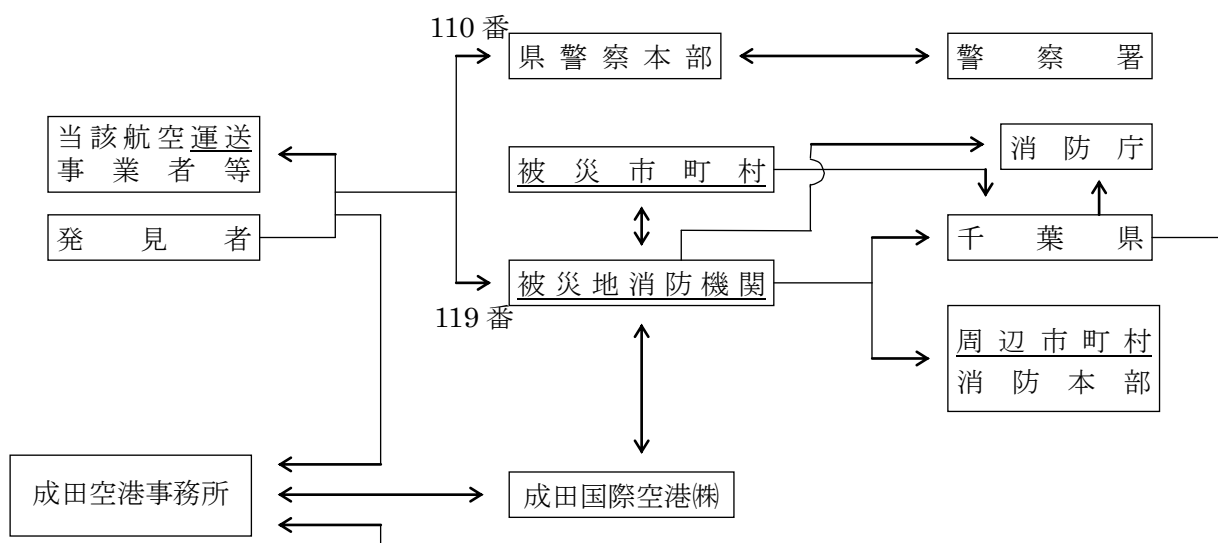 110 番
県警察本部
警察署
当該航空運送
事業者等
消防庁
被災市町村
発見者
千葉県
被災地消防機関
119 番
周辺市町村
消防本部
成田空港事務所
成田国際空港㈱